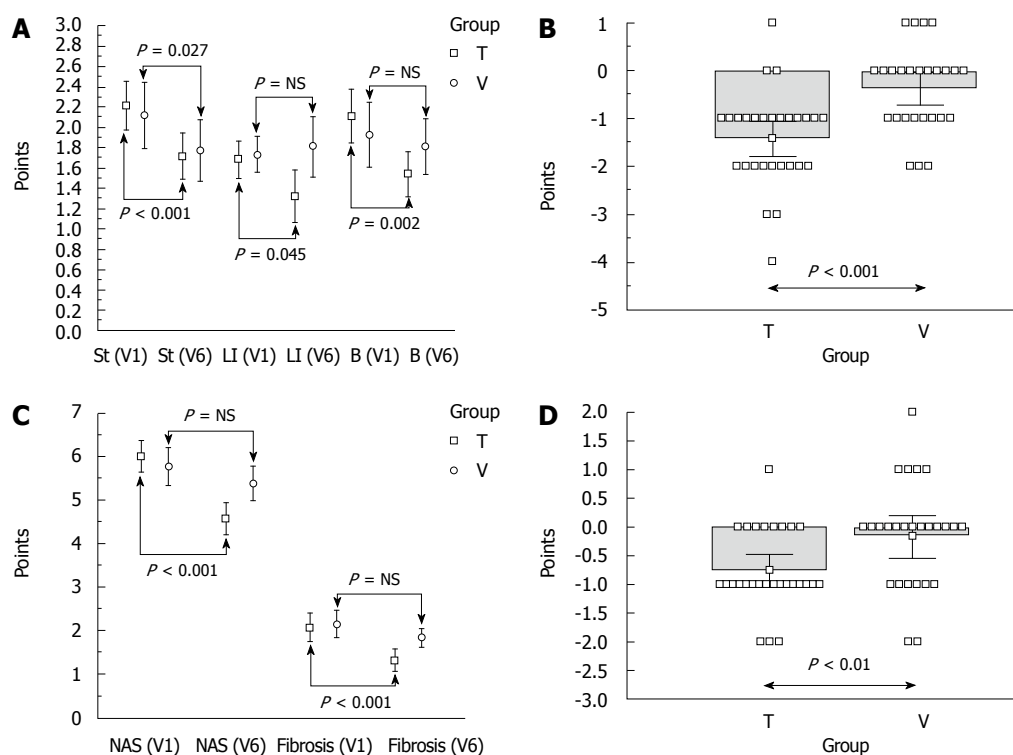 A
Points
3.0
2.8
2.6
2.4
2.2
2.0
1.8
1.6
1.4
1.2
1.0
0.8
0.6
0.4
0.2
0.0
P = 0.027
P = NS
P = NS
P < 0.001
P = 0.045
P = 0.002
St (V1) St (V6) LI (V1) LI (V6) B (V1) B (V6)
Group
T
V
B
Points
1
0
-1
-2
-3
-4
-5
P < 0.001
T V
Group
C
Points
7
6
5
4
3
2
1
0
P = NS
P < 0.001
P = NS
P < 0.001
NAS (V1) NAS (V6) Fibrosis (V1) Fibrosis (V6)
Group
T
V
D
Points
2.0
1.5
1.0
0.5
0.0
-0.5
-1.0
-1.5
-2.0
-2.5
-3.0
P < 0.01
T V
Group